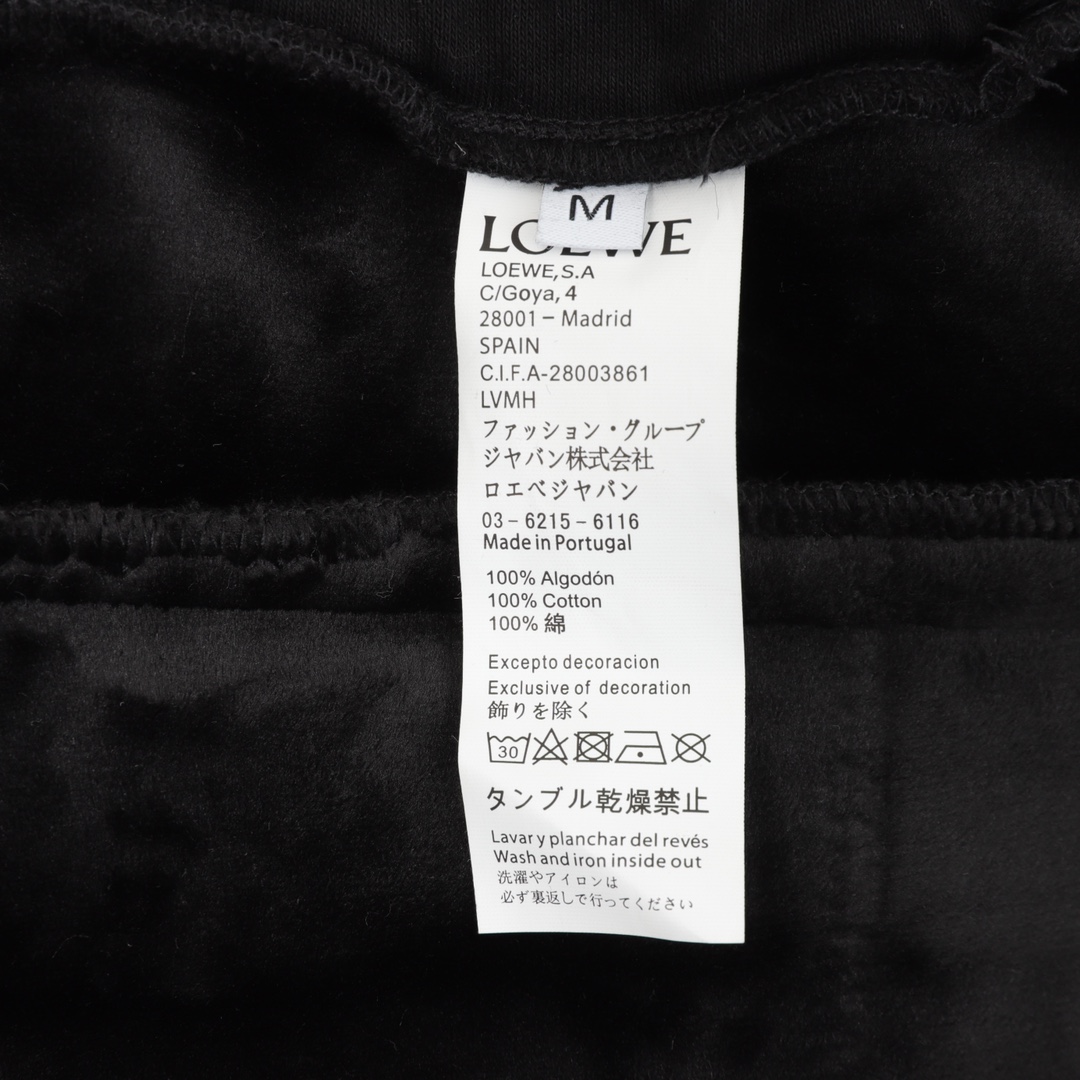 M
LOEWE
LOEWE,S.A
C/Goya, 4
28001 – Madrid
SPAIN
C.I.F.A-28003861
LVMH
ファッション・グループ
ジャバン株式会社
ロエベジャバン
03 – 6215 – 6116
Made in Portugal
100% Algodón
100% Cotton
100% 綿
Excepto decoracion
Exclusive of decoration
飾りを除く
30
タンブル乾燥禁止
Lavar y planchar del revés
Wash and iron inside out
洗濯やアイロンは
必ず裏返しで行ってください